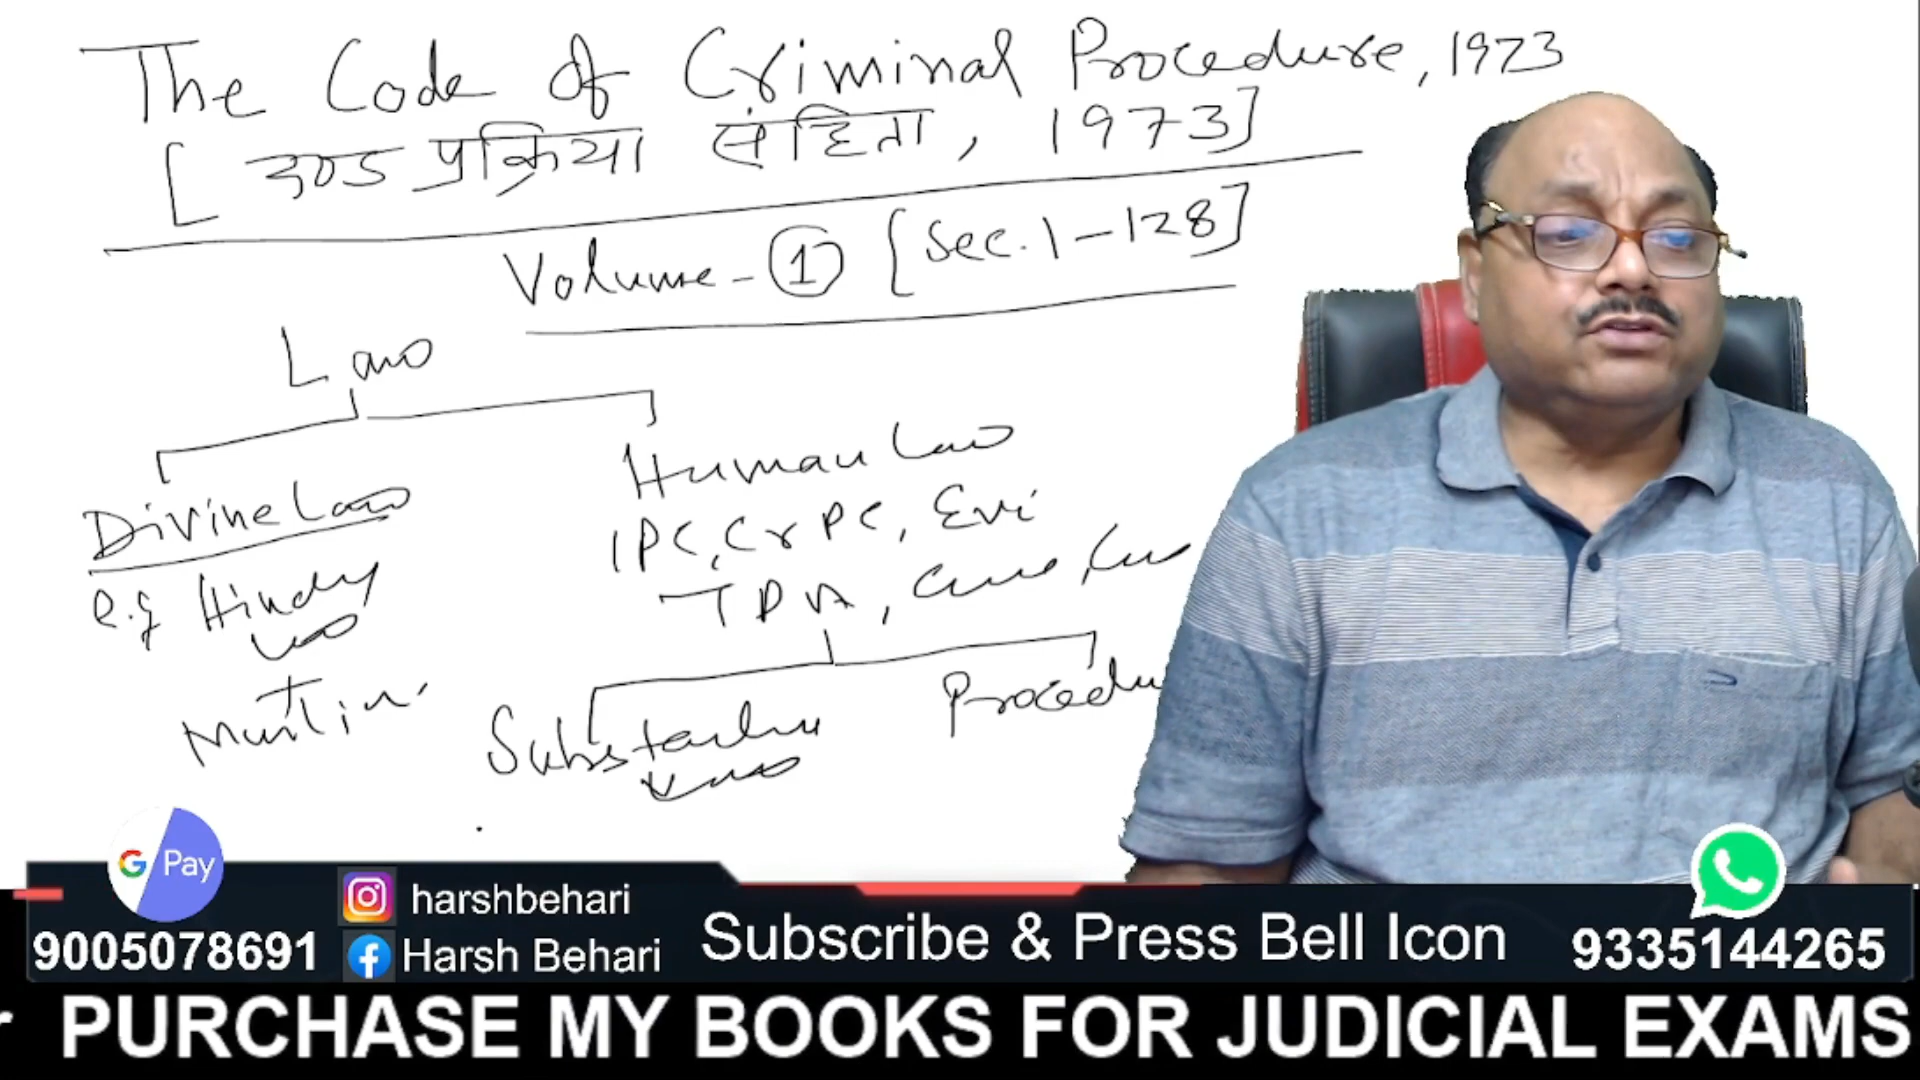 The Code Of Criminal Procedure, 1973
[ दण्ड प्रक्रिया संहिता, 1973]
Volume - ① [Sec. 1 - 128]
Law
Divine Law
Human Law
e.g Hindu
Law
IPC, CrPC, Evi
TPA,
Muslim
Substantive
Law
Procedu
G Pay
9005078691
harshbehari
Harsh Behari
Subscribe & Press Bell Icon
9335144265
PURCHASE MY BOOKS FOR JUDICIAL EXAMS